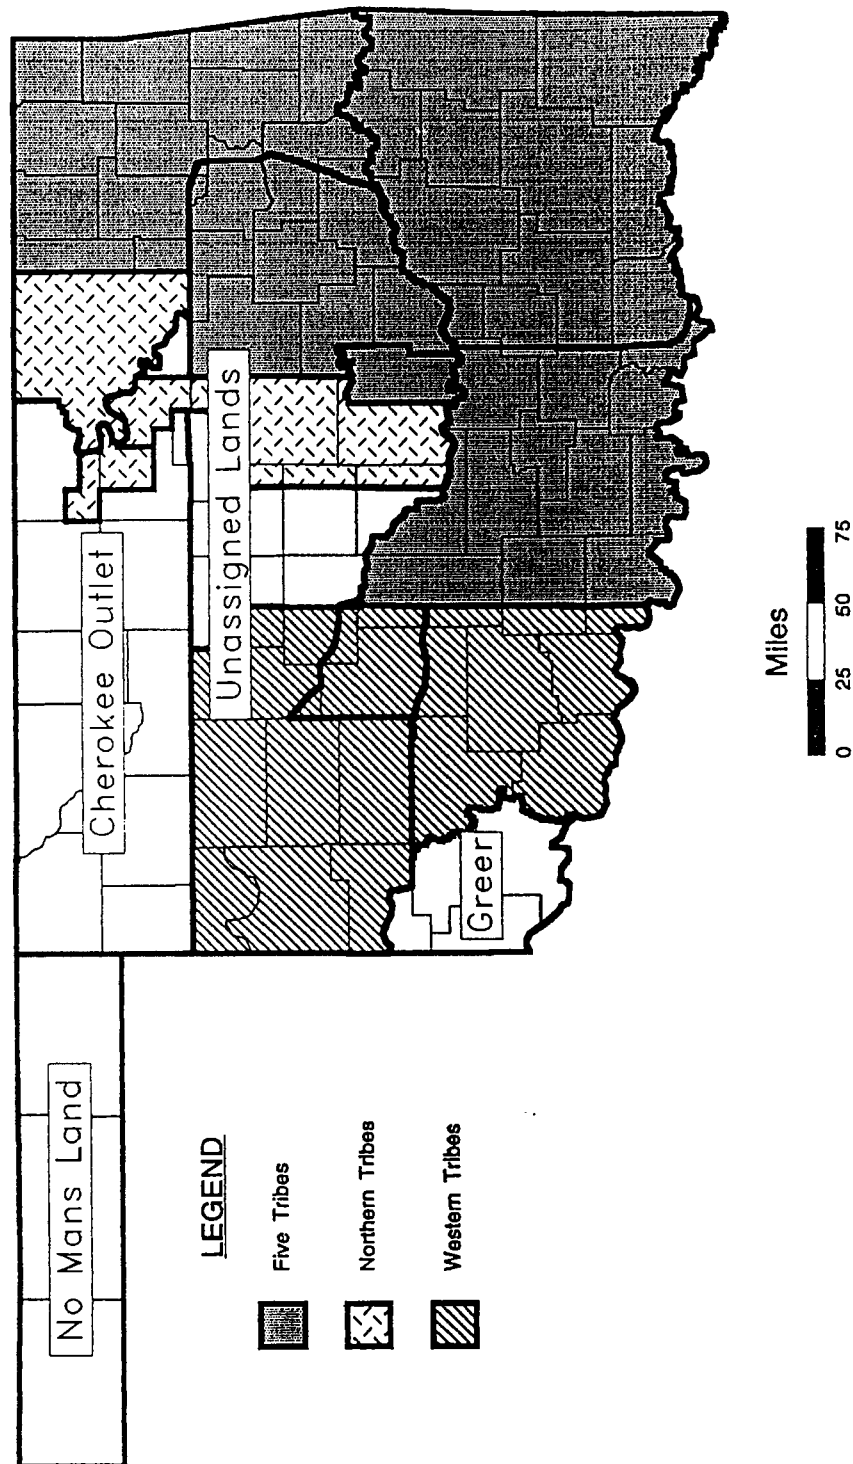 No Mans Land
Cherokee Outlet
Unassigned Lands
Greer
LEGEND
Five Tribes
Northern Tribes
Western Tribes
Miles
0 25 50 75